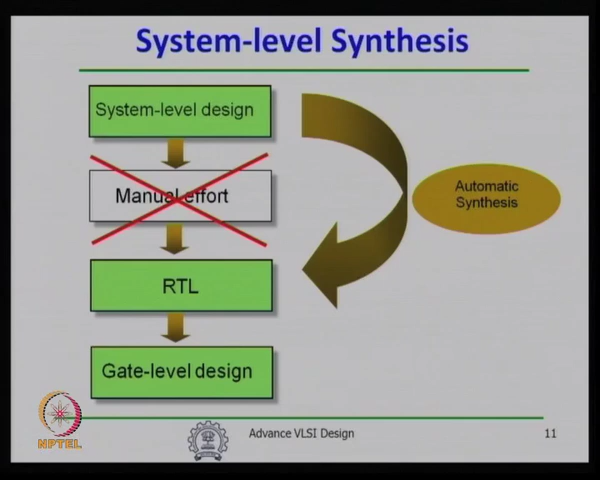 System-level Synthesis
System-level design
Manual effort
Automatic
Synthesis
RTL
Gate-level design
NPTEL
Advance VLSI Design
11